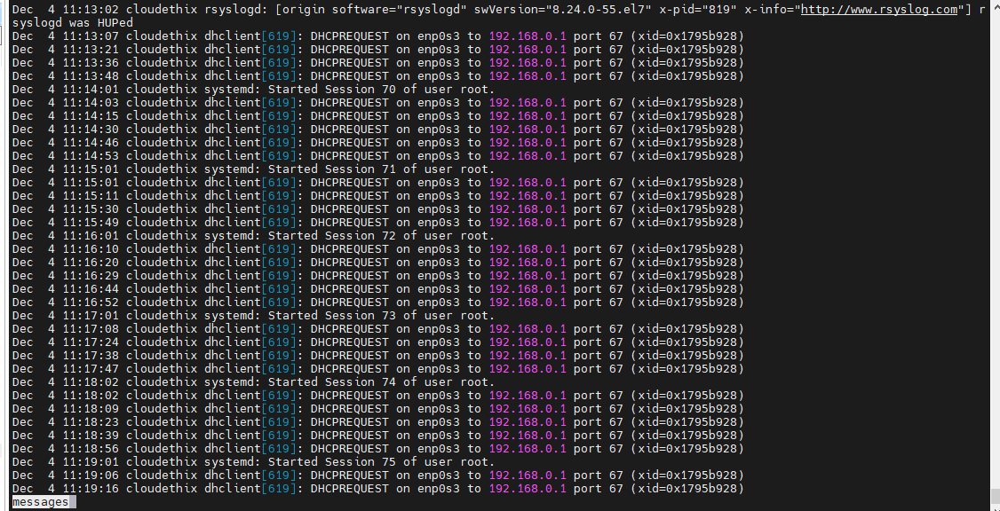 Dec  4 11:13:02 cloudethix rsyslogd: [origin software="rsyslogd" swVersion="8.24.0-55.el7" x-pid="819" x-info="http://www.rsyslog.com"] r
syslogd was HUPed
Dec  4 11:13:07 cloudethix dhclient[619]: DHCPREQUEST on enp0s3 to 192.168.0.1 port 67 (xid=0x1795b928)
Dec  4 11:13:21 cloudethix dhclient[619]: DHCPREQUEST on enp0s3 to 192.168.0.1 port 67 (xid=0x1795b928)
Dec  4 11:13:36 cloudethix dhclient[619]: DHCPREQUEST on enp0s3 to 192.168.0.1 port 67 (xid=0x1795b928)
Dec  4 11:13:48 cloudethix dhclient[619]: DHCPREQUEST on enp0s3 to 192.168.0.1 port 67 (xid=0x1795b928)
Dec  4 11:14:01 cloudethix systemd: Started Session 70 of user root.
Dec  4 11:14:03 cloudethix dhclient[619]: DHCPREQUEST on enp0s3 to 192.168.0.1 port 67 (xid=0x1795b928)
Dec  4 11:14:15 cloudethix dhclient[619]: DHCPREQUEST on enp0s3 to 192.168.0.1 port 67 (xid=0x1795b928)
Dec  4 11:14:30 cloudethix dhclient[619]: DHCPREQUEST on enp0s3 to 192.168.0.1 port 67 (xid=0x1795b928)
Dec  4 11:14:46 cloudethix dhclient[619]: DHCPREQUEST on enp0s3 to 192.168.0.1 port 67 (xid=0x1795b928)
Dec  4 11:14:53 cloudethix dhclient[619]: DHCPREQUEST on enp0s3 to 192.168.0.1 port 67 (xid=0x1795b928)
Dec  4 11:15:01 cloudethix systemd: Started Session 71 of user root.
Dec  4 11:15:01 cloudethix dhclient[619]: DHCPREQUEST on enp0s3 to 192.168.0.1 port 67 (xid=0x1795b928)
Dec  4 11:15:11 cloudethix dhclient[619]: DHCPREQUEST on enp0s3 to 192.168.0.1 port 67 (xid=0x1795b928)
Dec  4 11:15:30 cloudethix dhclient[619]: DHCPREQUEST on enp0s3 to 192.168.0.1 port 67 (xid=0x1795b928)
Dec  4 11:15:49 cloudethix dhclient[619]: DHCPREQUEST on enp0s3 to 192.168.0.1 port 67 (xid=0x1795b928)
Dec  4 11:16:01 cloudethix systemd: Started Session 72 of user root.
Dec  4 11:16:10 cloudethix dhclient[619]: DHCPREQUEST on enp0s3 to 192.168.0.1 port 67 (xid=0x1795b928)
Dec  4 11:16:20 cloudethix dhclient[619]: DHCPREQUEST on enp0s3 to 192.168.0.1 port 67 (xid=0x1795b928)
Dec  4 11:16:29 cloudethix dhclient[619]: DHCPREQUEST on enp0s3 to 192.168.0.1 port 67 (xid=0x1795b928)
Dec  4 11:16:44 cloudethix dhclient[619]: DHCPREQUEST on enp0s3 to 192.168.0.1 port 67 (xid=0x1795b928)
Dec  4 11:16:52 cloudethix dhclient[619]: DHCPREQUEST on enp0s3 to 192.168.0.1 port 67 (xid=0x1795b928)
Dec  4 11:17:01 cloudethix systemd: Started Session 73 of user root.
Dec  4 11:17:08 cloudethix dhclient[619]: DHCPREQUEST on enp0s3 to 192.168.0.1 port 67 (xid=0x1795b928)
Dec  4 11:17:24 cloudethix dhclient[619]: DHCPREQUEST on enp0s3 to 192.168.0.1 port 67 (xid=0x1795b928)
Dec  4 11:17:38 cloudethix dhclient[619]: DHCPREQUEST on enp0s3 to 192.168.0.1 port 67 (xid=0x1795b928)
Dec  4 11:17:47 cloudethix dhclient[619]: DHCPREQUEST on enp0s3 to 192.168.0.1 port 67 (xid=0x1795b928)
Dec  4 11:18:02 cloudethix systemd: Started Session 74 of user root.
Dec  4 11:18:02 cloudethix dhclient[619]: DHCPREQUEST on enp0s3 to 192.168.0.1 port 67 (xid=0x1795b928)
Dec  4 11:18:09 cloudethix dhclient[619]: DHCPREQUEST on enp0s3 to 192.168.0.1 port 67 (xid=0x1795b928)
Dec  4 11:18:23 cloudethix dhclient[619]: DHCPREQUEST on enp0s3 to 192.168.0.1 port 67 (xid=0x1795b928)
Dec  4 11:18:39 cloudethix dhclient[619]: DHCPREQUEST on enp0s3 to 192.168.0.1 port 67 (xid=0x1795b928)
Dec  4 11:18:56 cloudethix dhclient[619]: DHCPREQUEST on enp0s3 to 192.168.0.1 port 67 (xid=0x1795b928)
Dec  4 11:19:01 cloudethix systemd: Started Session 75 of user root.
Dec  4 11:19:06 cloudethix dhclient[619]: DHCPREQUEST on enp0s3 to 192.168.0.1 port 67 (xid=0x1795b928)
Dec  4 11:19:16 cloudethix dhclient[619]: DHCPREQUEST on enp0s3 to 192.168.0.1 port 67 (xid=0x1795b928)
messages